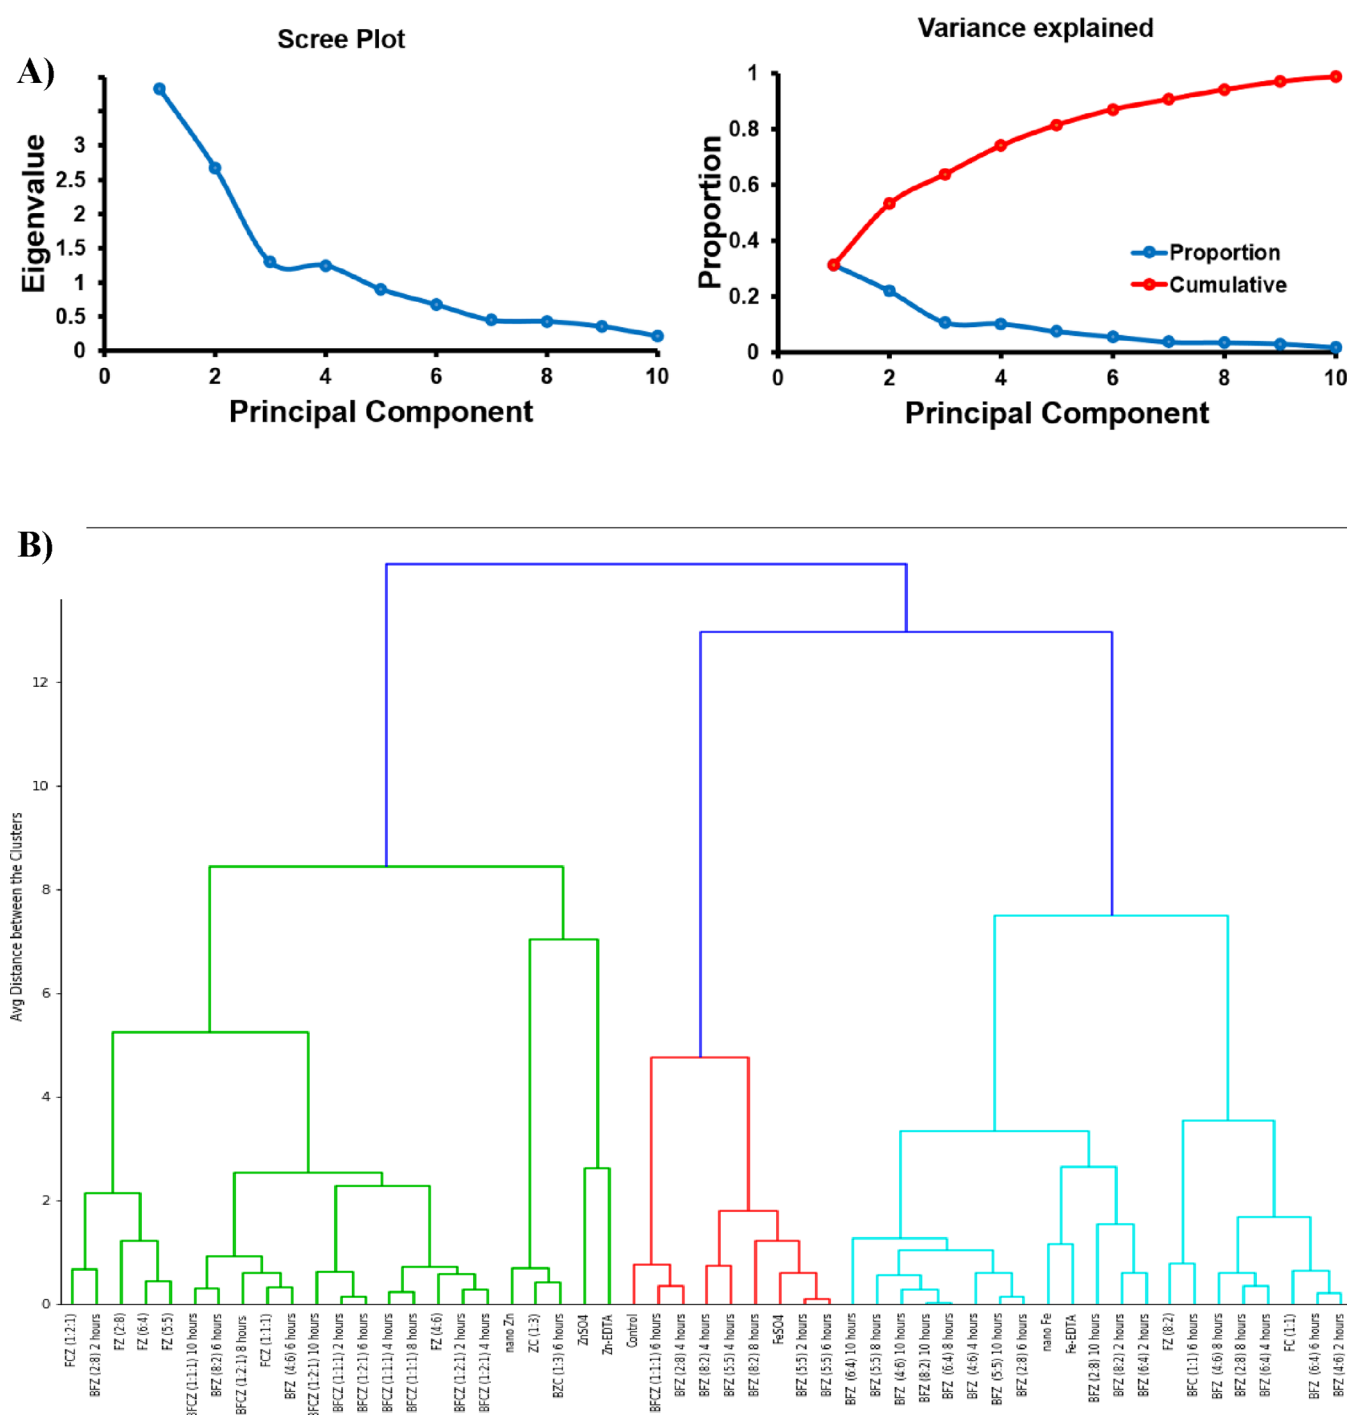 A)
Scree Plot
Eigenvalue
3
2.5
2
1.5
1
0.5
0
0 2 4 6 8 10
Principal Component
Variance explained
Proportion
1
0.8
0.6
0.4
0.2
0
Proportion
Cumulative
0 2 4 6 8 10
Principal Component
B)
Avg Distance between the Clusters
12
10
8
6
4
2
0
FCZ (1:2:1)
BFZ (2:8) 2 hours
FZ (2:8)
FZ (6:4)
FZ (5:5)
BFCZ (1:1:1) 10 hours
BFZ (8:2) 6 hours
BFCZ (1:2:1) 8 hours
FCZ (1:1:1)
BFZ (4:6) 6 hours
BFCZ (1:2:1) 10 hours
BFCZ (1:1:1) 2 hours
BFCZ (1:2:1) 6 hours
BFCZ (1:1:1) 4 hours
BFCZ (1:1:1) 8 hours
FZ (4:6)
BFCZ (1:2:1) 2 hours
BFCZ (1:2:1) 4 hours
nano Zn
ZC (1:3)
BZC (1:3) 6 hours
ZnSO4
Zn-EDTA
Control
BFCZ (1:1:1) 6 hours
BFZ (2:8) 4 hours
BFZ (8:2) 4 hours
BFZ (5:5) 4 hours
BFZ (8:2) 8 hours
FeSO4
BFZ (5:5) 2 hours
BFZ (5:5) 6 hours
BFZ (6:4) 10 hours
BFZ (5:5) 8 hours
BFZ (4:6) 10 hours
BFZ (8:2) 10 hours
BFZ (6:4) 8 hours
BFZ (4:6) 4 hours
BFZ (5:5) 10 hours
BFZ (2:8) 6 hours
nano Fe
Fe-EDTA
BFZ (2:8) 10 hours
BFZ (8:2) 2 hours
BFZ (6:4) 2 hours
FZ (8:2)
BFC (1:1) 6 hours
BFZ (4:6) 8 hours
BFZ (2:8) 8 hours
BFZ (6:4) 4 hours
FC (1:1)
BFZ (6:4) 6 hours
BFZ (4:6) 2 hours